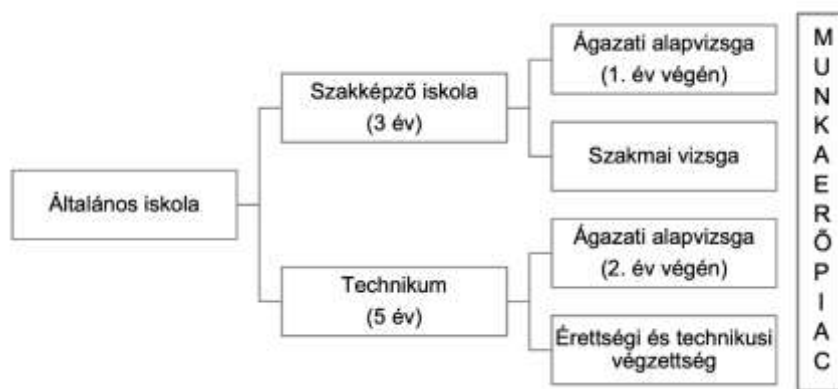 Általános iskola
Szakképző iskola
(3 év)
Ágazati alapvizsga
(1. év végén)
Szakmai vizsga
Technikum
(5 év)
Ágazati alapvizsga
(2. év végén)
Érettségi és technikusi
végzettség
M
U
N
K
A
E
R
Ő
P
I
A
C